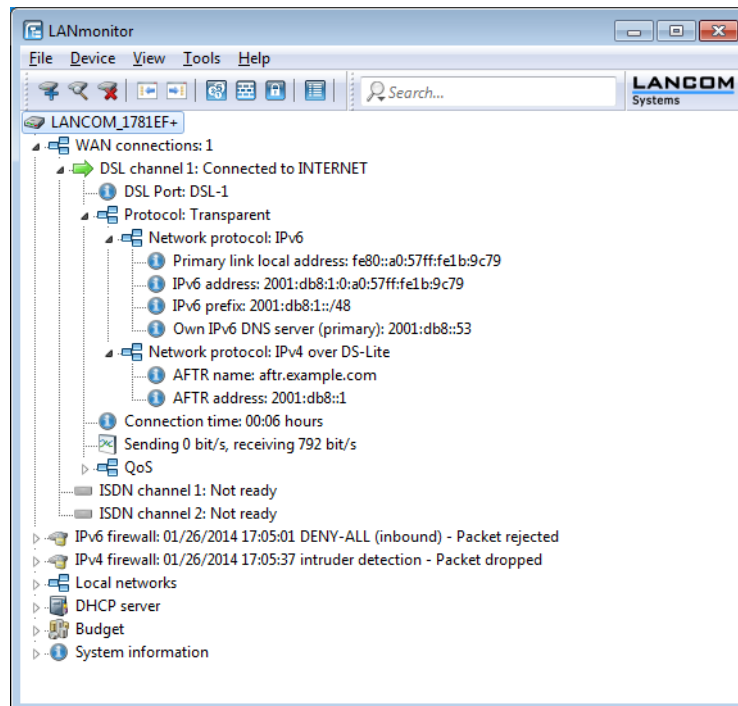 LANmonitor
File Device View Tools Help
Search...
LANCOM
Systems
LANCOM_1781EF+
WAN connections: 1
DSL channel 1: Connected to INTERNET
DSL Port: DSL-1
Protocol: Transparent
Network protocol: IPv6
Primary link local address: fe80::a0:57ff:fe1b:9c79
IPv6 address: 2001:db8:1:0:a0:57ff:fe1b:9c79
IPv6 prefix: 2001:db8:1::/48
Own IPv6 DNS server (primary): 2001:db8::53
Network protocol: IPv4 over DS-Lite
AFTR name: aftr.example.com
AFTR address: 2001:db8::1
Connection time: 00:06 hours
Sending 0 bit/s, receiving 792 bit/s
QoS
ISDN channel 1: Not ready
ISDN channel 2: Not ready
IPv6 firewall: 01/26/2014 17:05:01 DENY-ALL (inbound) - Packet rejected
IPv4 firewall: 01/26/2014 17:05:37 intruder detection - Packet dropped
Local networks
DHCP server
Budget
System information